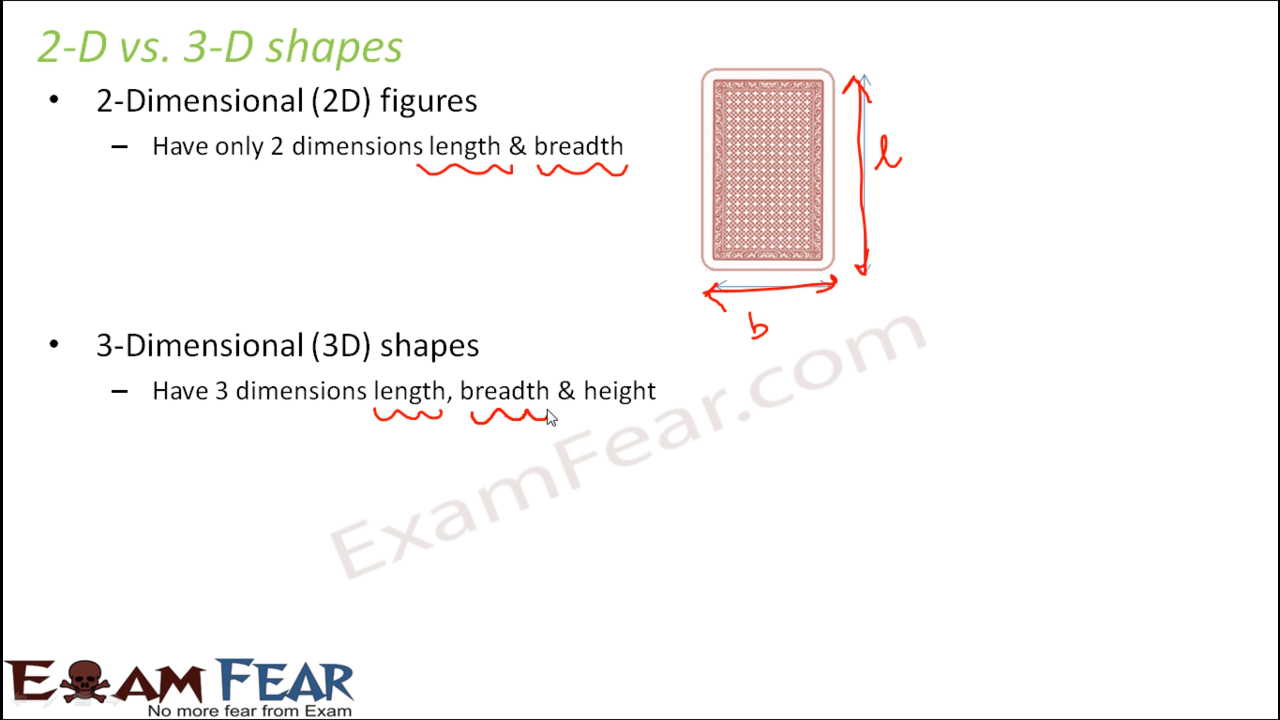 2-D vs. 3-D shapes
• 2-Dimensional (2D) figures
– Have only 2 dimensions length & breadth
l
b
• 3-Dimensional (3D) shapes
– Have 3 dimensions length, breadth & height
ExamFear.com
EXAM FEAR
No more fear from Exam